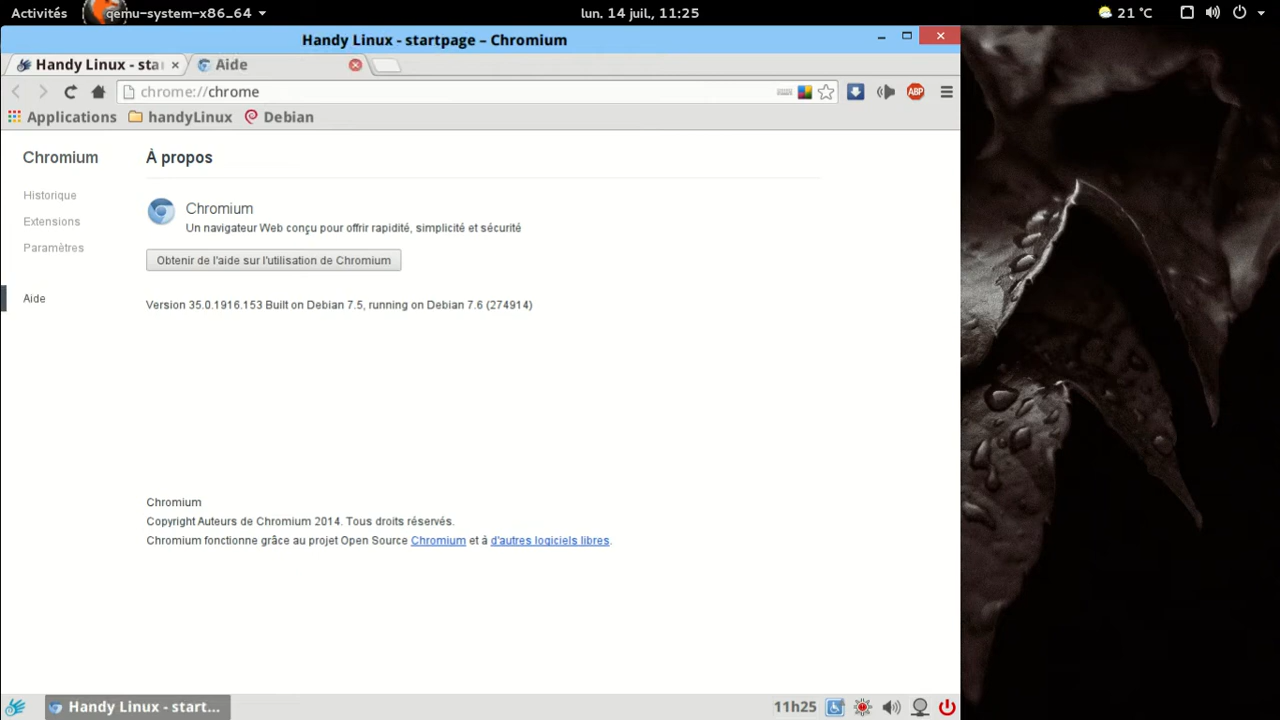 Activités qemu-system-x86_64 lun. 14 juil., 11:25 21 °C
Handy Linux - startpage – Chromium
Handy Linux - sta Aide
chrome://chrome ABP
Applications handyLinux Debian
Chromium À propos
Historique
Extensions
Paramètres
Aide
Chromium
Un navigateur Web conçu pour offrir rapidité, simplicité et sécurité
Obtenir de l'aide sur l'utilisation de Chromium
Version 35.0.1916.153 Built on Debian 7.5, running on Debian 7.6 (274914)
Chromium
Copyright Auteurs de Chromium 2014. Tous droits réservés.
Chromium fonctionne grâce au projet Open Source Chromium et à d'autres logiciels libres.
Handy Linux - start... 11h25